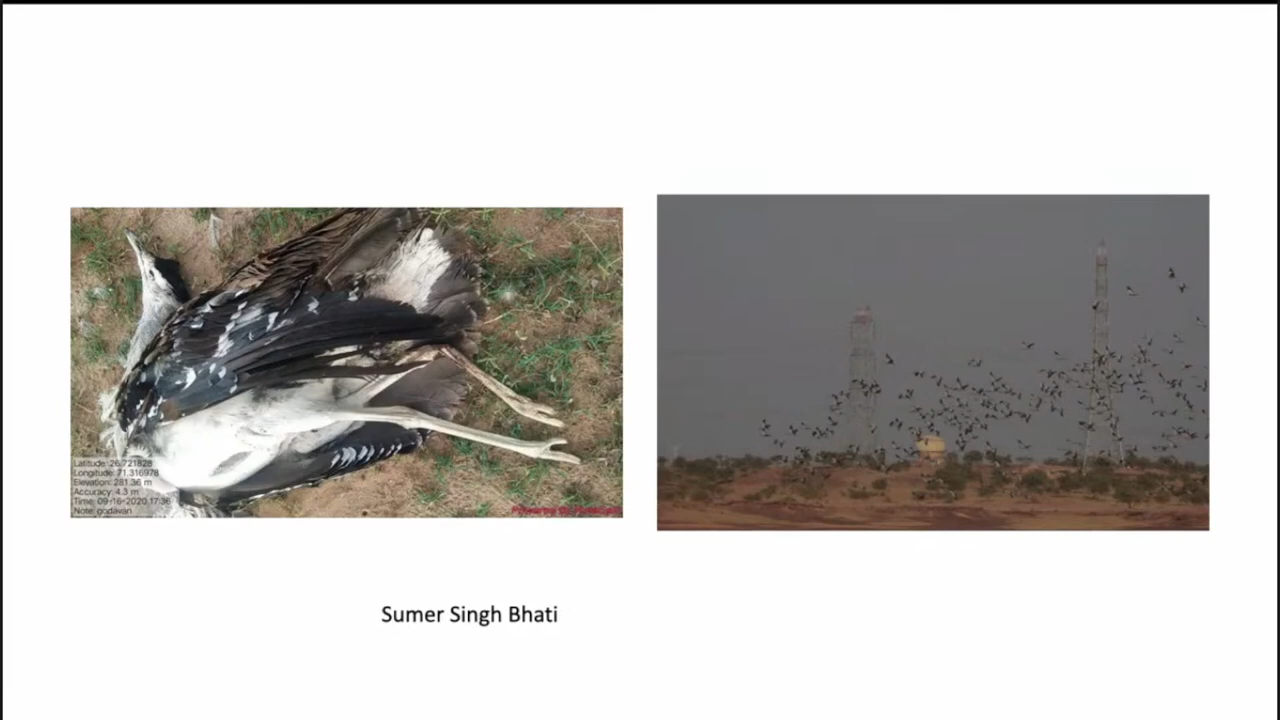 Latitude: 26.721828
Longitude: 71.316978
Elevation: 281.36 m
Accuracy: 4.3 m
Time: 09-16-2020 17:36
Note: godavan
Sumer Singh Bhati